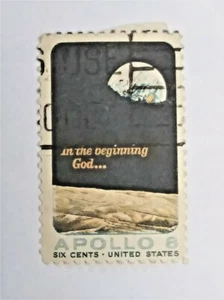 In the beginning
God...
APOLLO 8
SIX CENTS · UNITED STATES